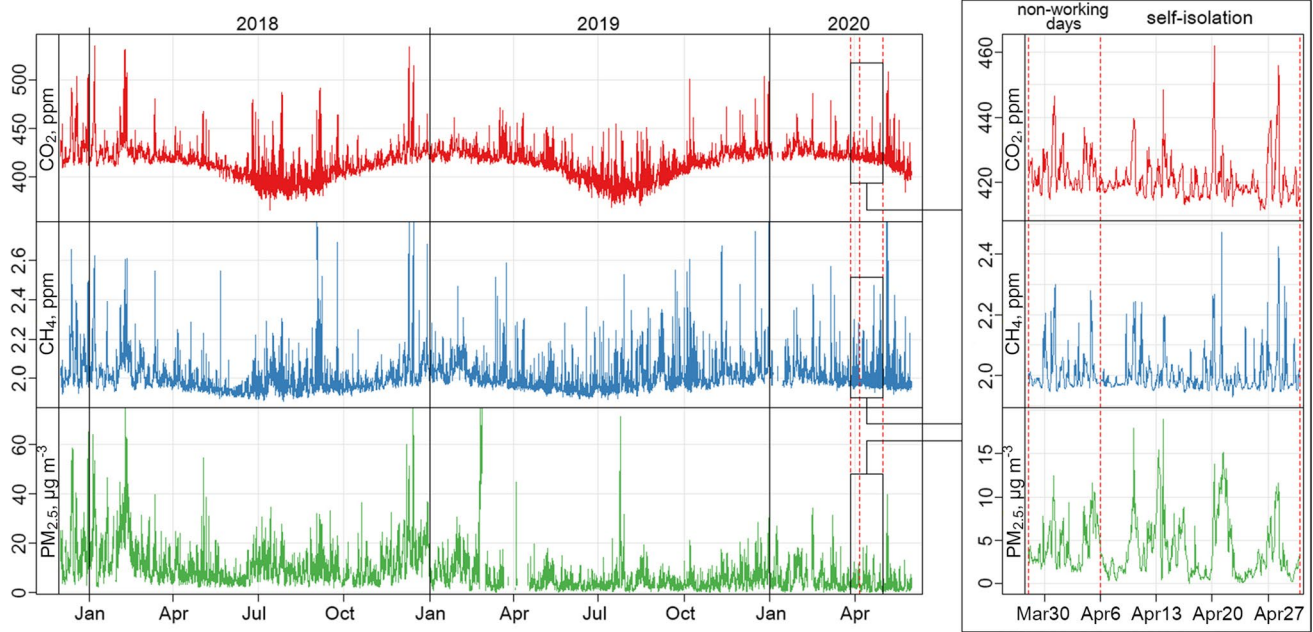 2018 2019 2020
CO₂, ppm
500
450
400
CH₄, ppm
2.6
2.4
2.2
2.0
PM₂.₅, µg m⁻³
60
40
20
0
Jan Apr Jul Oct Jan Apr Jul Oct Jan Apr
non-working
days
self-isolation
CO₂, ppm
460
440
420
CH₄, ppm
2.4
2.2
2.0
PM₂.₅, µg m⁻³
15
10
5
0
Mar30 Apr6 Apr13 Apr20 Apr27